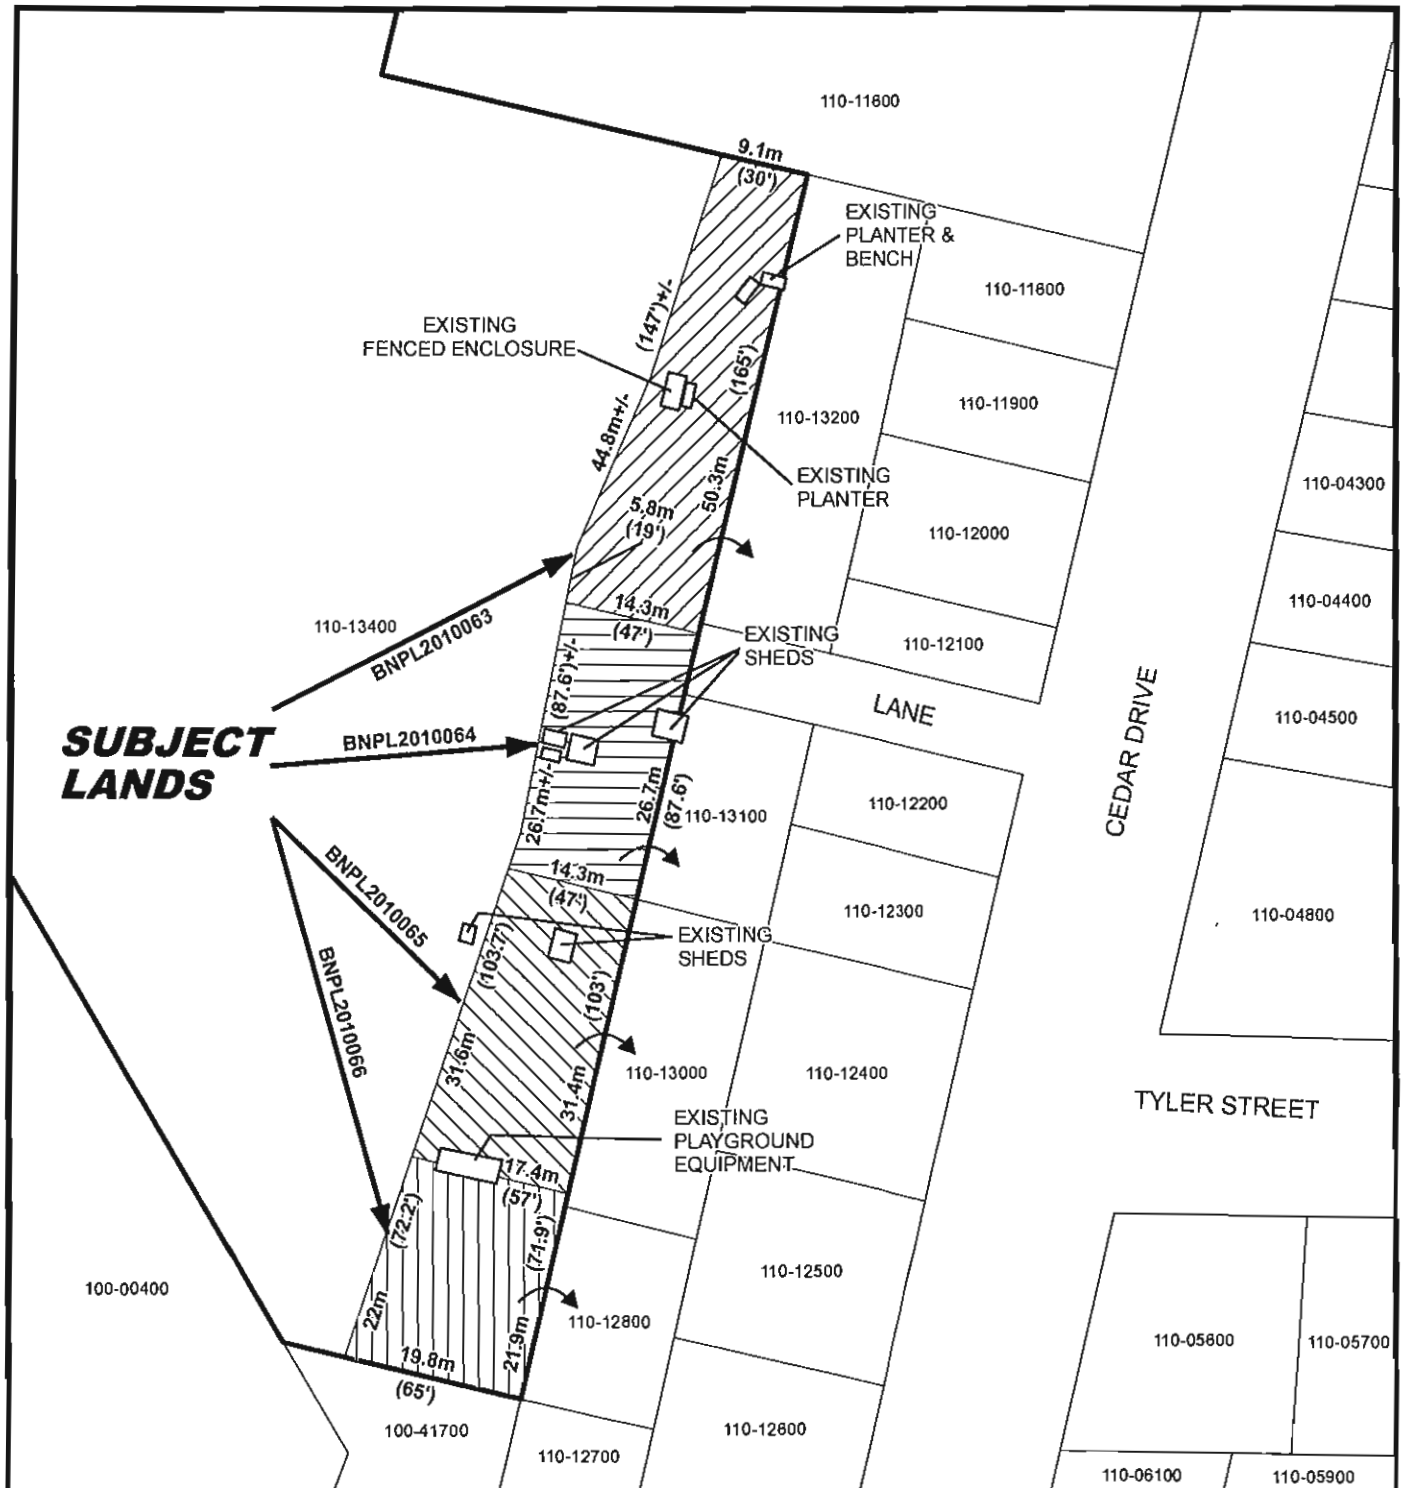 110-11600
9.1m
(30')
EXISTING
PLANTER &
BENCH
110-11600
EXISTING
FENCED ENCLOSURE
(147')+/-
44.8m+/-
(165')
50.3m
110-13200
110-11900
EXISTING
PLANTER
110-04300
5.8m
(19')
110-12000
110-13400
BNPL2010063
14.3m
(47')
EXISTING
SHEDS
110-12100
110-04400
LANE
CEDAR DRIVE
110-04500
SUBJECT
LANDS
BNPL2010064
(87.6')+/-
26.7m+/-
26.7m
(87.6')
110-13100
110-12200
14.3m
(47')
110-12300
110-04800
BNPL2010065
BNPL2010066
(103.7')
31.6m
EXISTING
SHEDS
(103')
31.4m
110-13000
110-12400
TYLER STREET
EXISTING
PLAYGROUND
EQUIPMENT
17.4m
(57')
(72.2')
22m
(71.9')
21.9m
110-12500
100-00400
110-12800
110-05600
110-05700
19.8m
(65')
100-41700
110-12700
110-12600
110-06100
110-05900